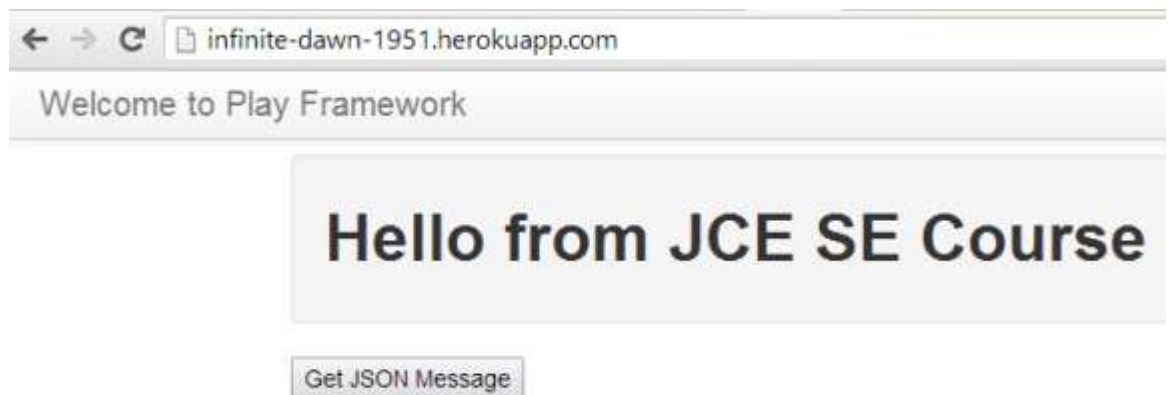 infinite-dawn-1951.herokuapp.com
Welcome to Play Framework
Hello from JCE SE Course
Get JSON Message